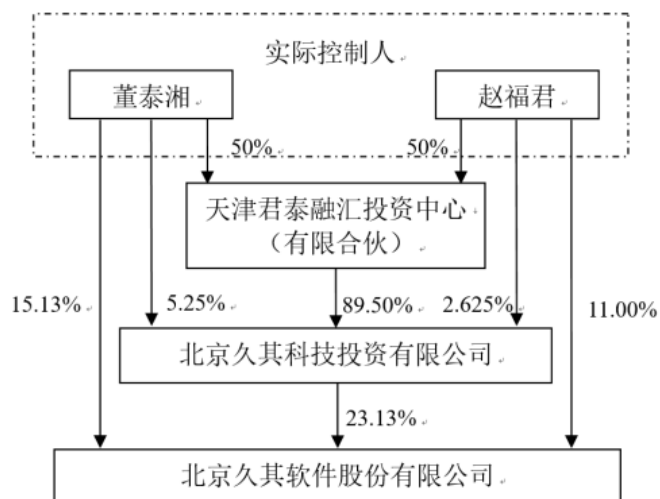 实际控制人
董泰湘
赵福君
50%
50%
天津君泰融汇投资中心
（有限合伙）
15.13%
5.25%
89.50%
2.625%
11.00%
北京久其科技投资有限公司
23.13%
北京久其软件股份有限公司